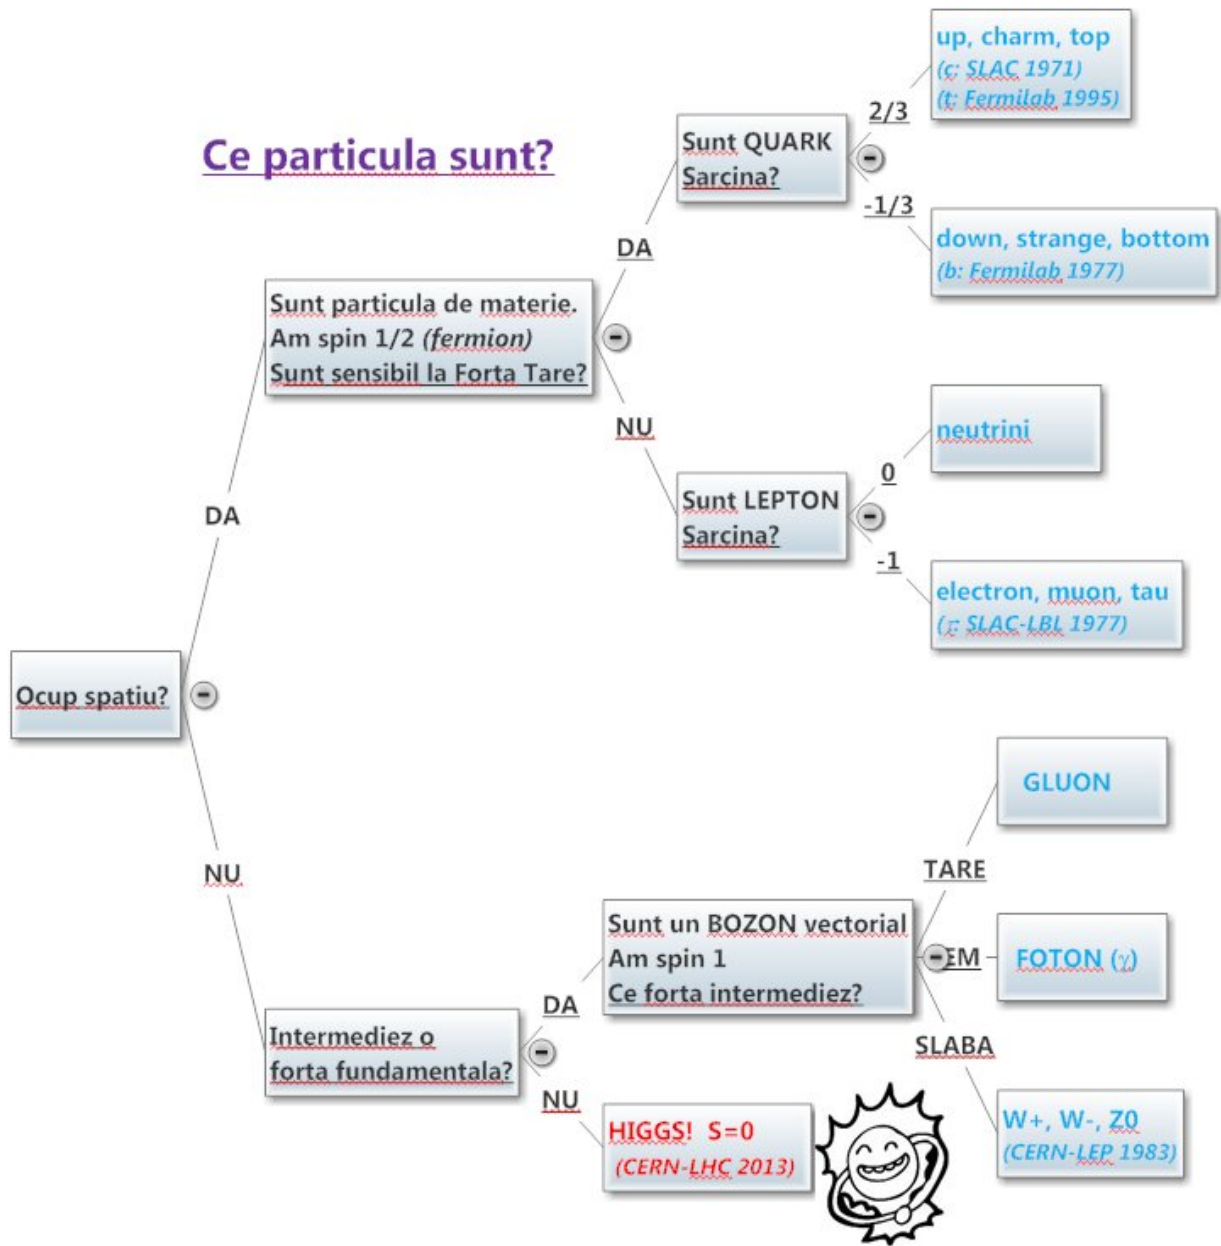 Ce particula sunt?
up, charm, top
(c: SLAC 1971)
(t: Fermilab 1995)
2/3
Sunt QUARK
Sarcina?
-1/3
down, strange, bottom
(b: Fermilab 1977)
DA
Sunt particula de materie.
Am spin 1/2 (fermion)
Sunt sensibil la Forta Tare?
NU
neutrini
0
Sunt LEPTON
Sarcina?
-1
electron, muon, tau
(τ: SLAC-LBL 1977)
DA
Ocup spatiu?
NU
GLUON
TARE
Sunt un BOZON vectorial
Am spin 1
Ce forta intermediez?
EM
FOTON (γ)
DA
SLABA
Intermediez o
forta fundamentala?
NU
W+, W-, Z0
(CERN-LEP 1983)
HIGGS! S=0
(CERN-LHC 2013)